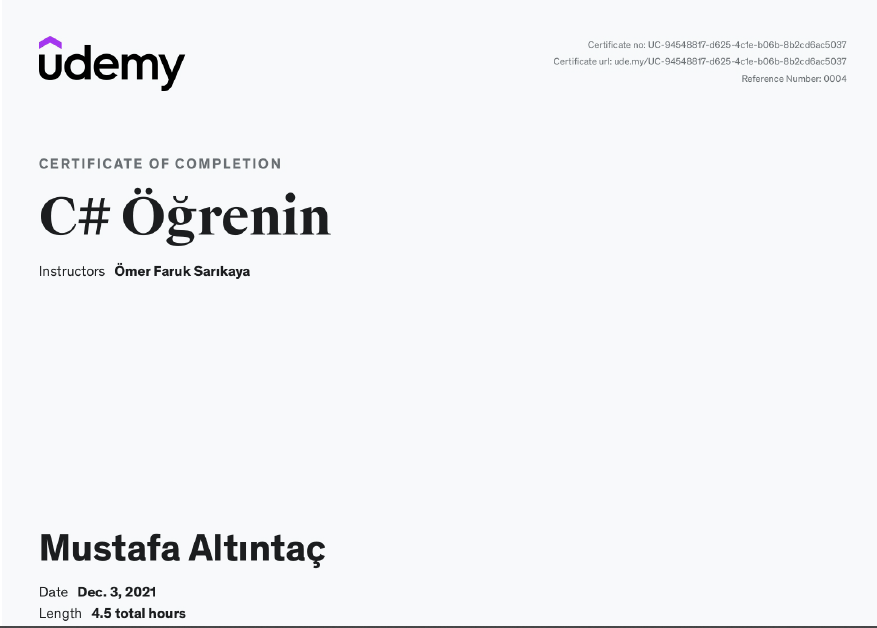 udemy
Certificate no: UC-94548817-d625-4c1e-b06b-8b2cd6ac5037
Certificate url: ude.my/UC-94548817-d625-4c1e-b06b-8b2cd6ac5037
Reference Number: 0004
CERTIFICATE OF COMPLETION
C# Öğrenin
Instructors Ömer Faruk Sarıkaya
Mustafa Altıntaç
Date Dec. 3, 2021
Length 4.5 total hours